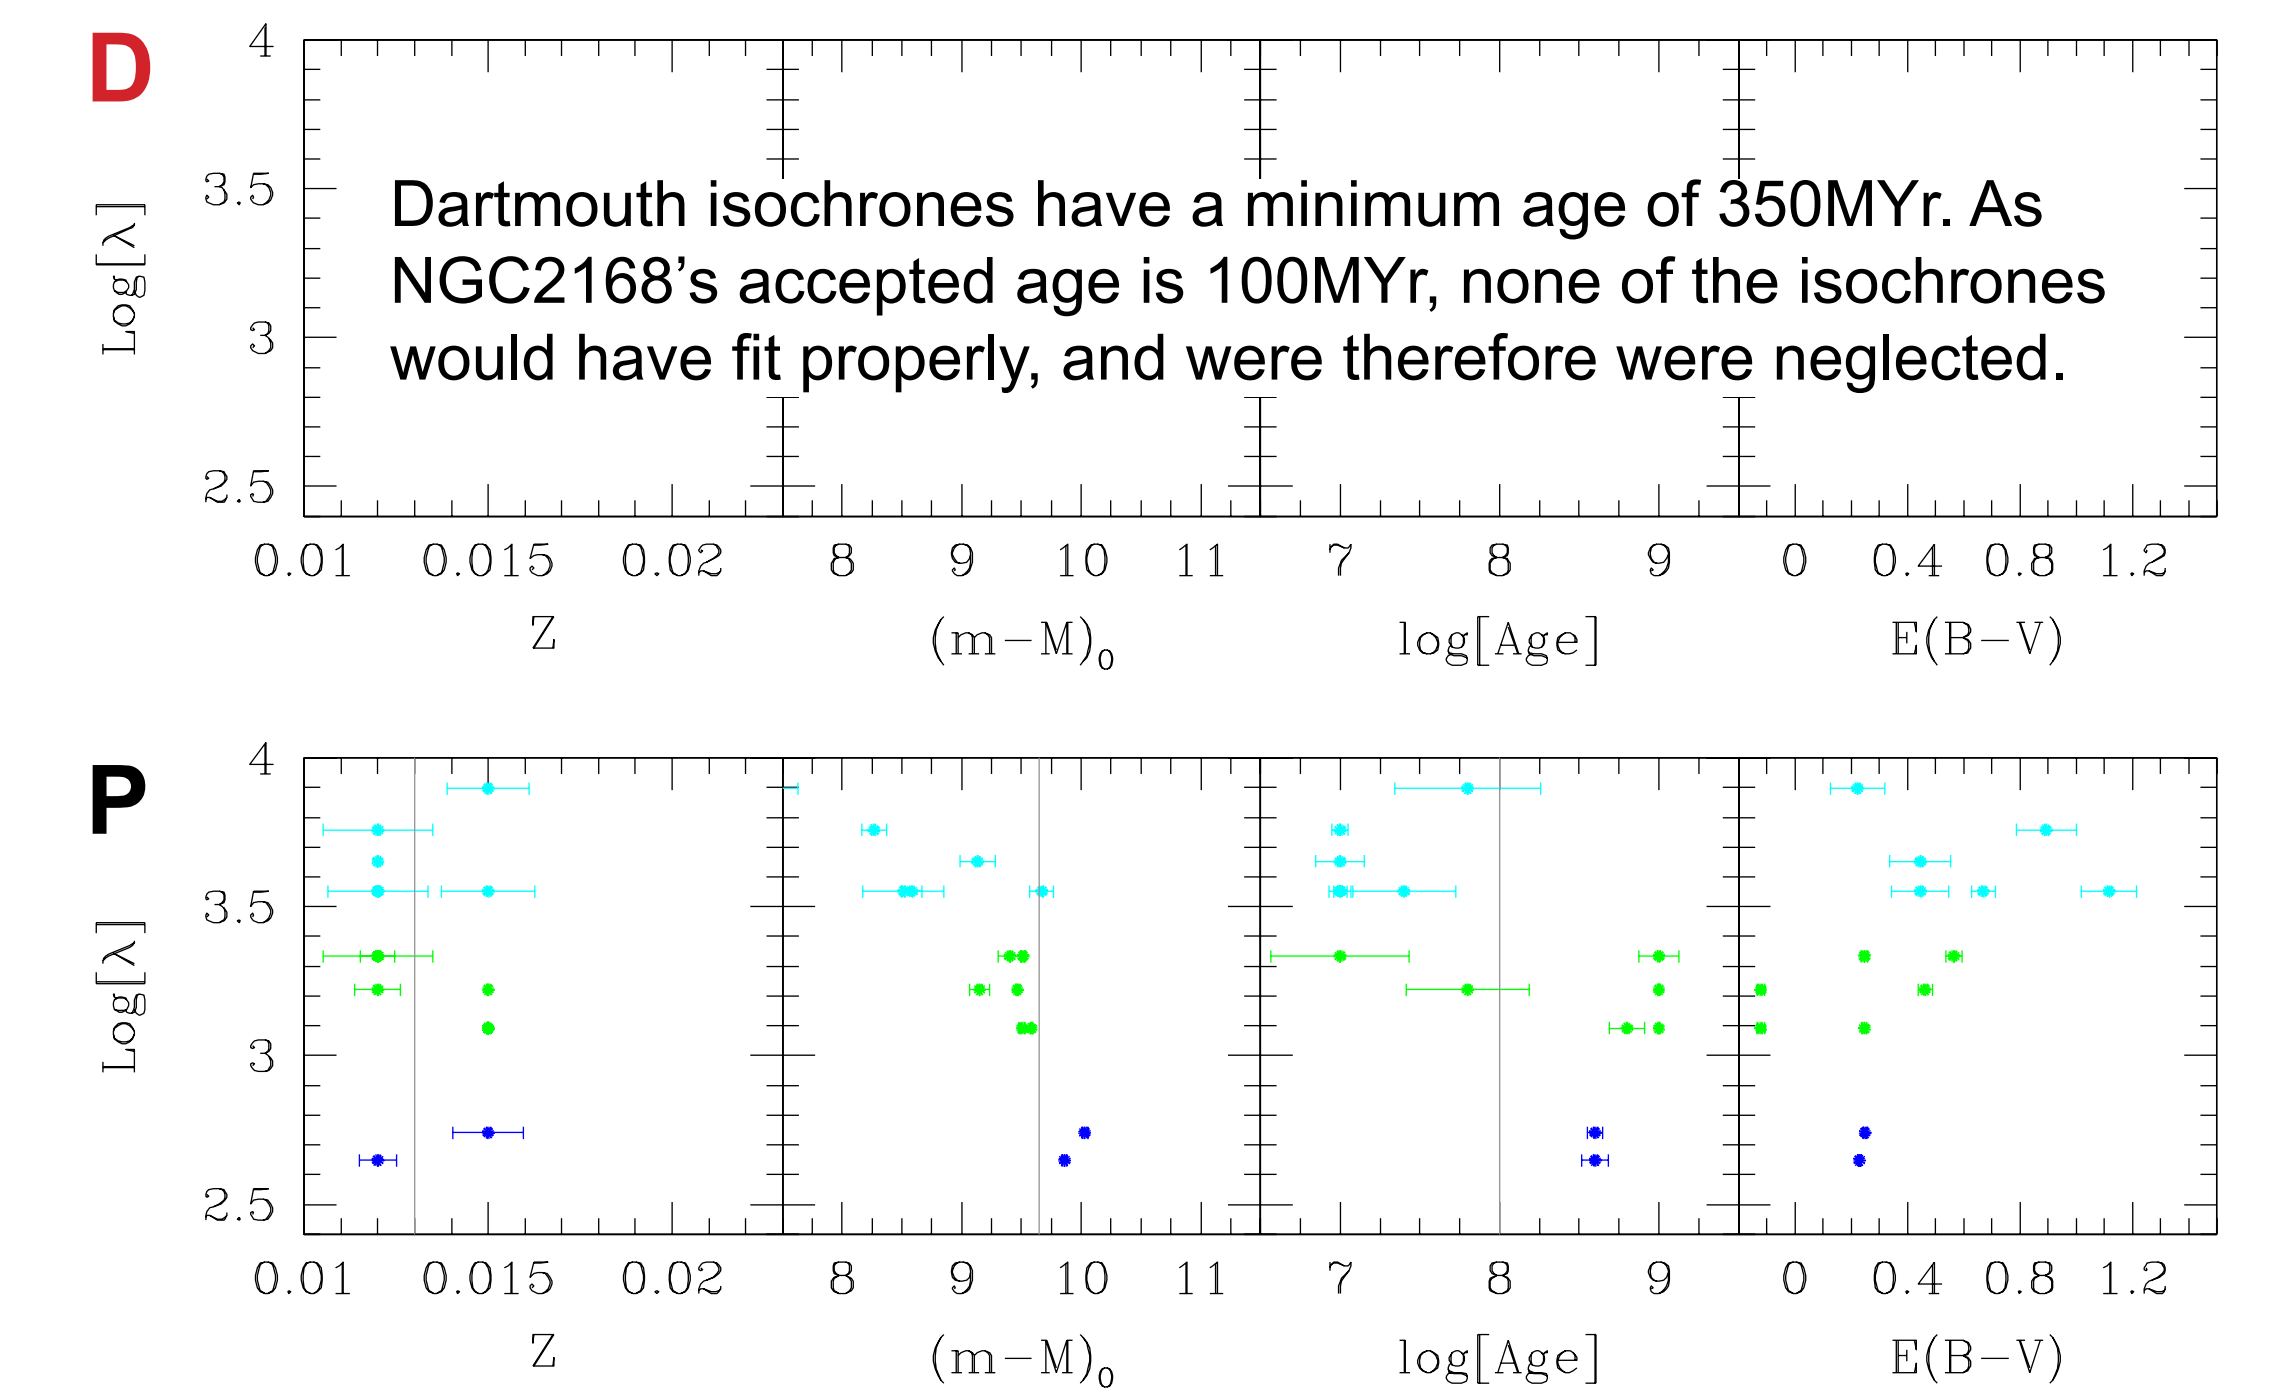 D
4
3.5
3
2.5
Log[λ]
Dartmouth isochrones have a minimum age of 350MYr. As
NGC2168’s accepted age is 100MYr, none of the isochrones
would have fit properly, and were therefore were neglected.
0.01 0.015 0.02 8 9 10 11 7 8 9 0 0.4 0.8 1.2
Z (m−M)₀ log[Age] E(B−V)
P
4
3.5
3
2.5
Log[λ]
0.01 0.015 0.02 8 9 10 11 7 8 9 0 0.4 0.8 1.2
Z (m−M)₀ log[Age] E(B−V)